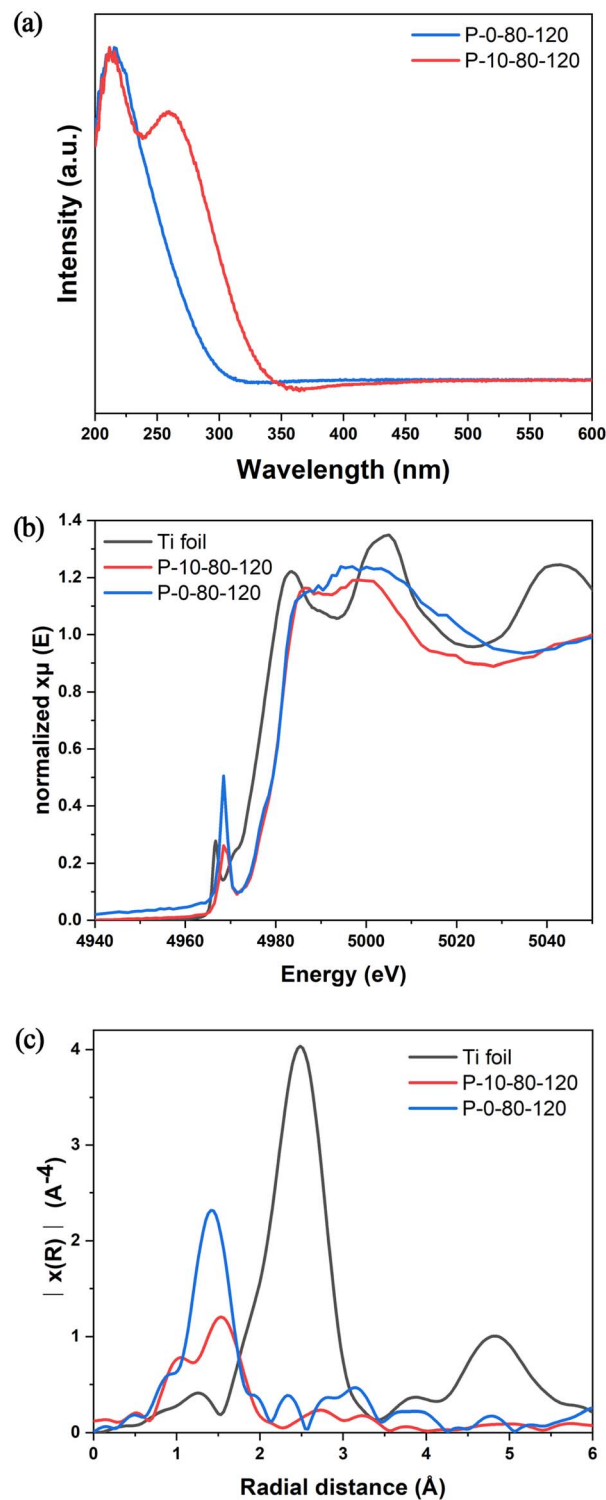 (a)
P-0-80-120
P-10-80-120
Intensity (a.u.)
200 250 300 350 400 450 500 550 600
Wavelength (nm)
(b)
1.4
1.2
1.0
0.8
0.6
0.4
0.2
0.0
Ti foil
P-10-80-120
P-0-80-120
normalized xμ (E)
4940 4960 4980 5000 5020 5040
Energy (eV)
(c)
4
3
2
1
0
Ti foil
P-10-80-120
P-0-80-120
| x(R) | (A⁻⁴)
0 1 2 3 4 5 6
Radial distance (Å)